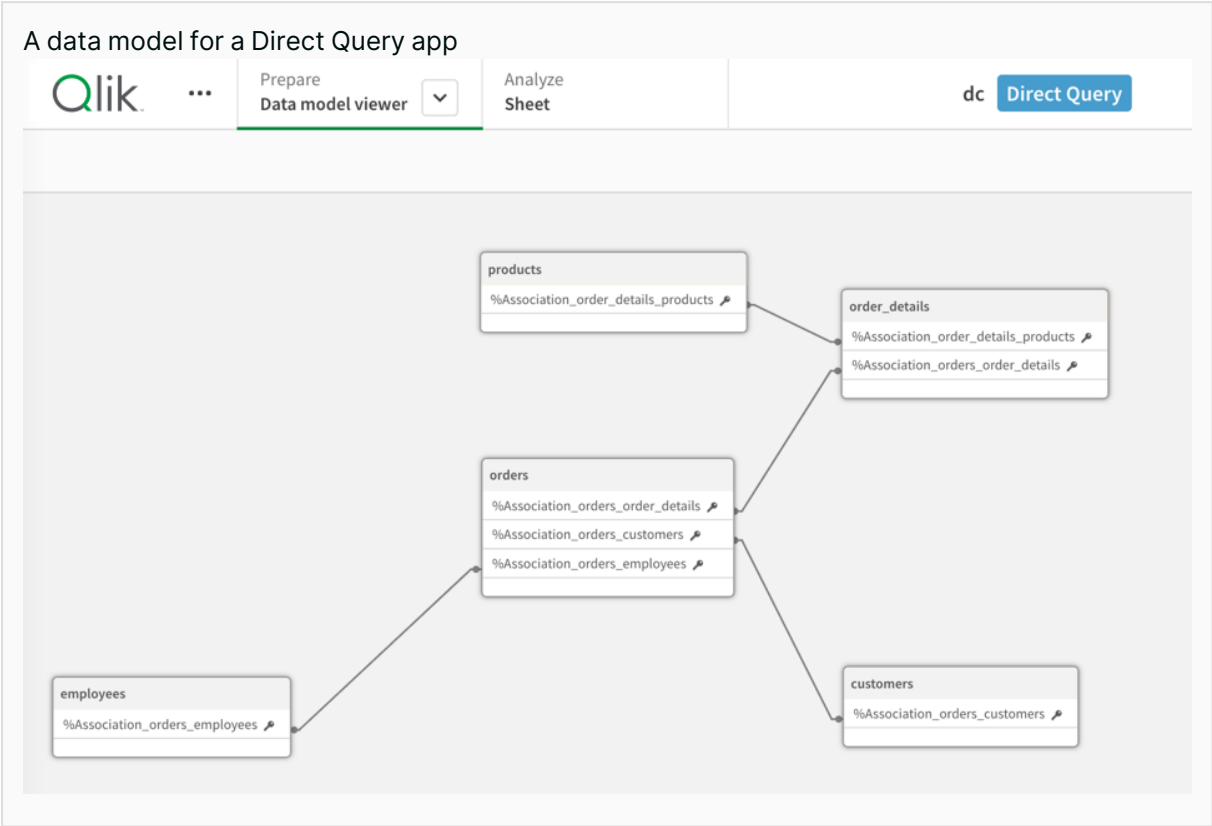 A data model for a Direct Query app
Qlik
Prepare
Data model viewer
Analyze
Sheet
dc
Direct Query
products
%Association_order_details_products
order_details
%Association_order_details_products
%Association_orders_order_details
orders
%Association_orders_order_details
%Association_orders_customers
%Association_orders_employees
employees
%Association_orders_employees
customers
%Association_orders_customers